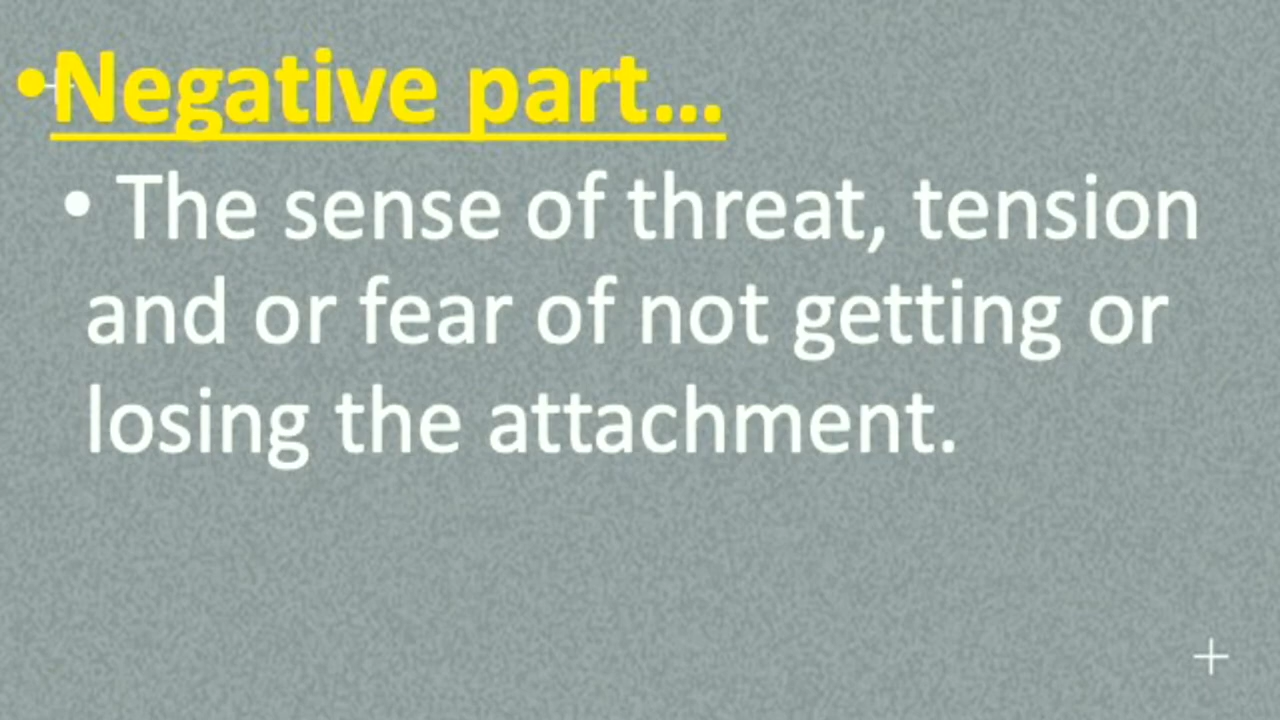 •Negative part...
• The sense of threat, tension
and or fear of not getting or
losing the attachment.